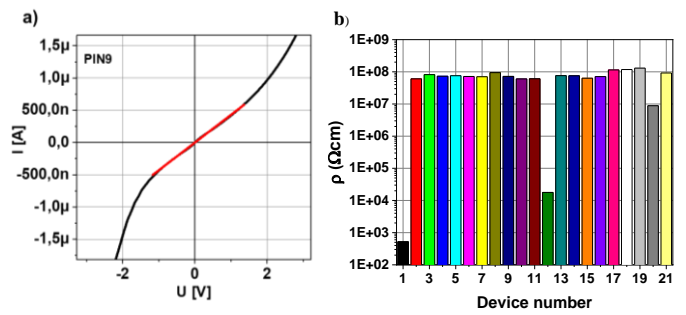 a)
PIN9
1,5µ
1,0µ
500,0n
0,0
-500,0n
-1,0µ
-1,5µ
I [A]
-2 0 2
U [V]
b)
1E+09
1E+08
1E+07
1E+06
1E+05
1E+04
1E+03
1E+02
ρ (Ωcm)
1 3 5 7 9 11 13 15 17 19 21
Device number